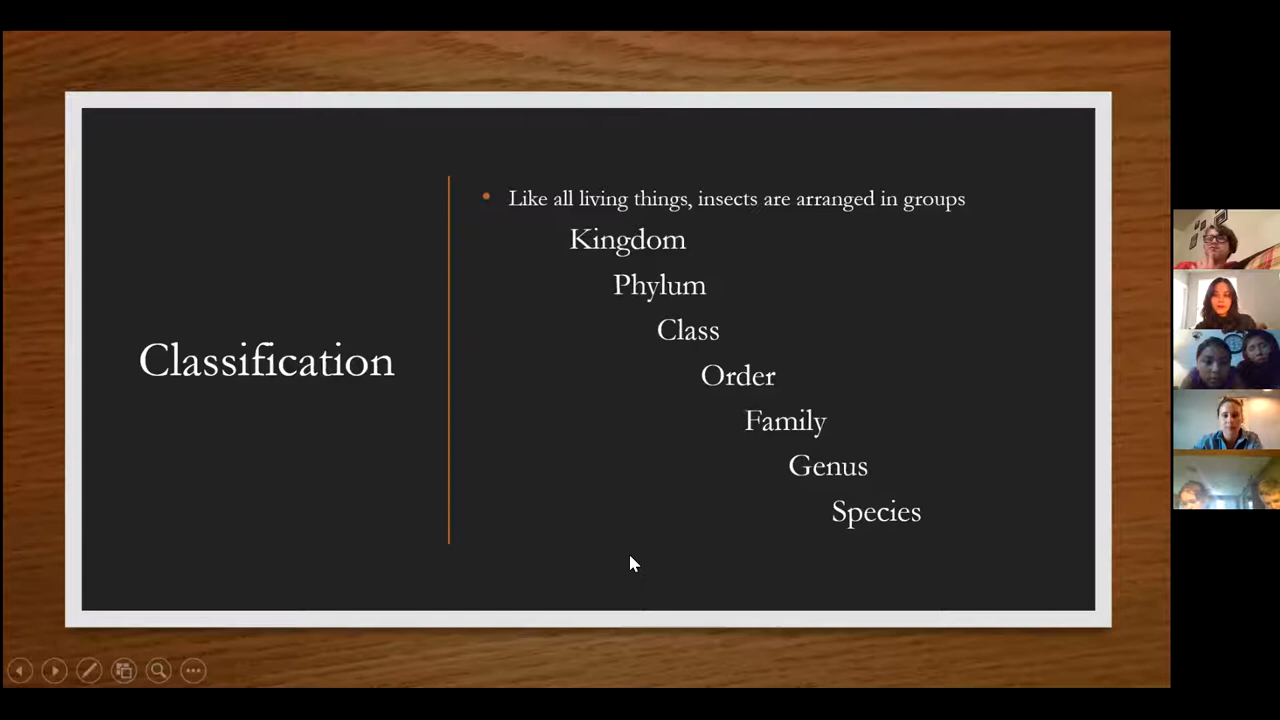 Classification
Like all living things, insects are arranged in groups
Kingdom
Phylum
Class
Order
Family
Genus
Species